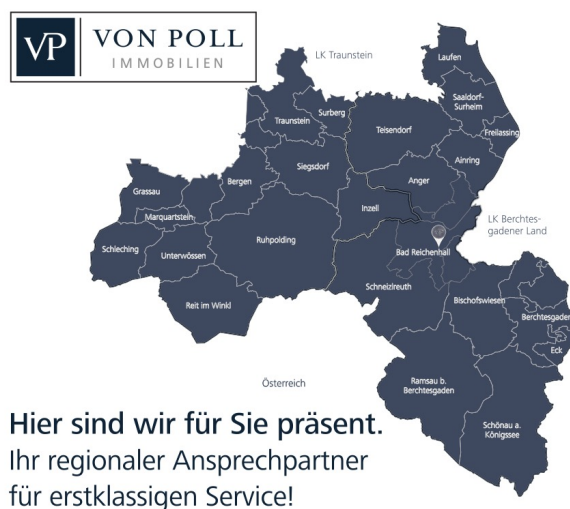 VP VON POLL
IMMOBILIEN
LK Traunstein
Laufen
Saaldorf-
Surheim
Traunstein
Surberg
Teisendorf
Freilassing
Siegsdorf
Ainring
Bergen
Anger
Grassau
Marquartstein
Inzell
LK Berchtes-
gadener Land
VP
Schleching
Unterwössen
Ruhpolding
Bad Reichenhall
Schneizlreuth
Bischofswiesen
Reit im Winkl
Berchtesgaden
Eck
Österreich
Ramsau b.
Berchtesgaden
Schönau a.
Königssee
Hier sind wir für Sie präsent.
Ihr regionaler Ansprechpartner
für erstklassigen Service!